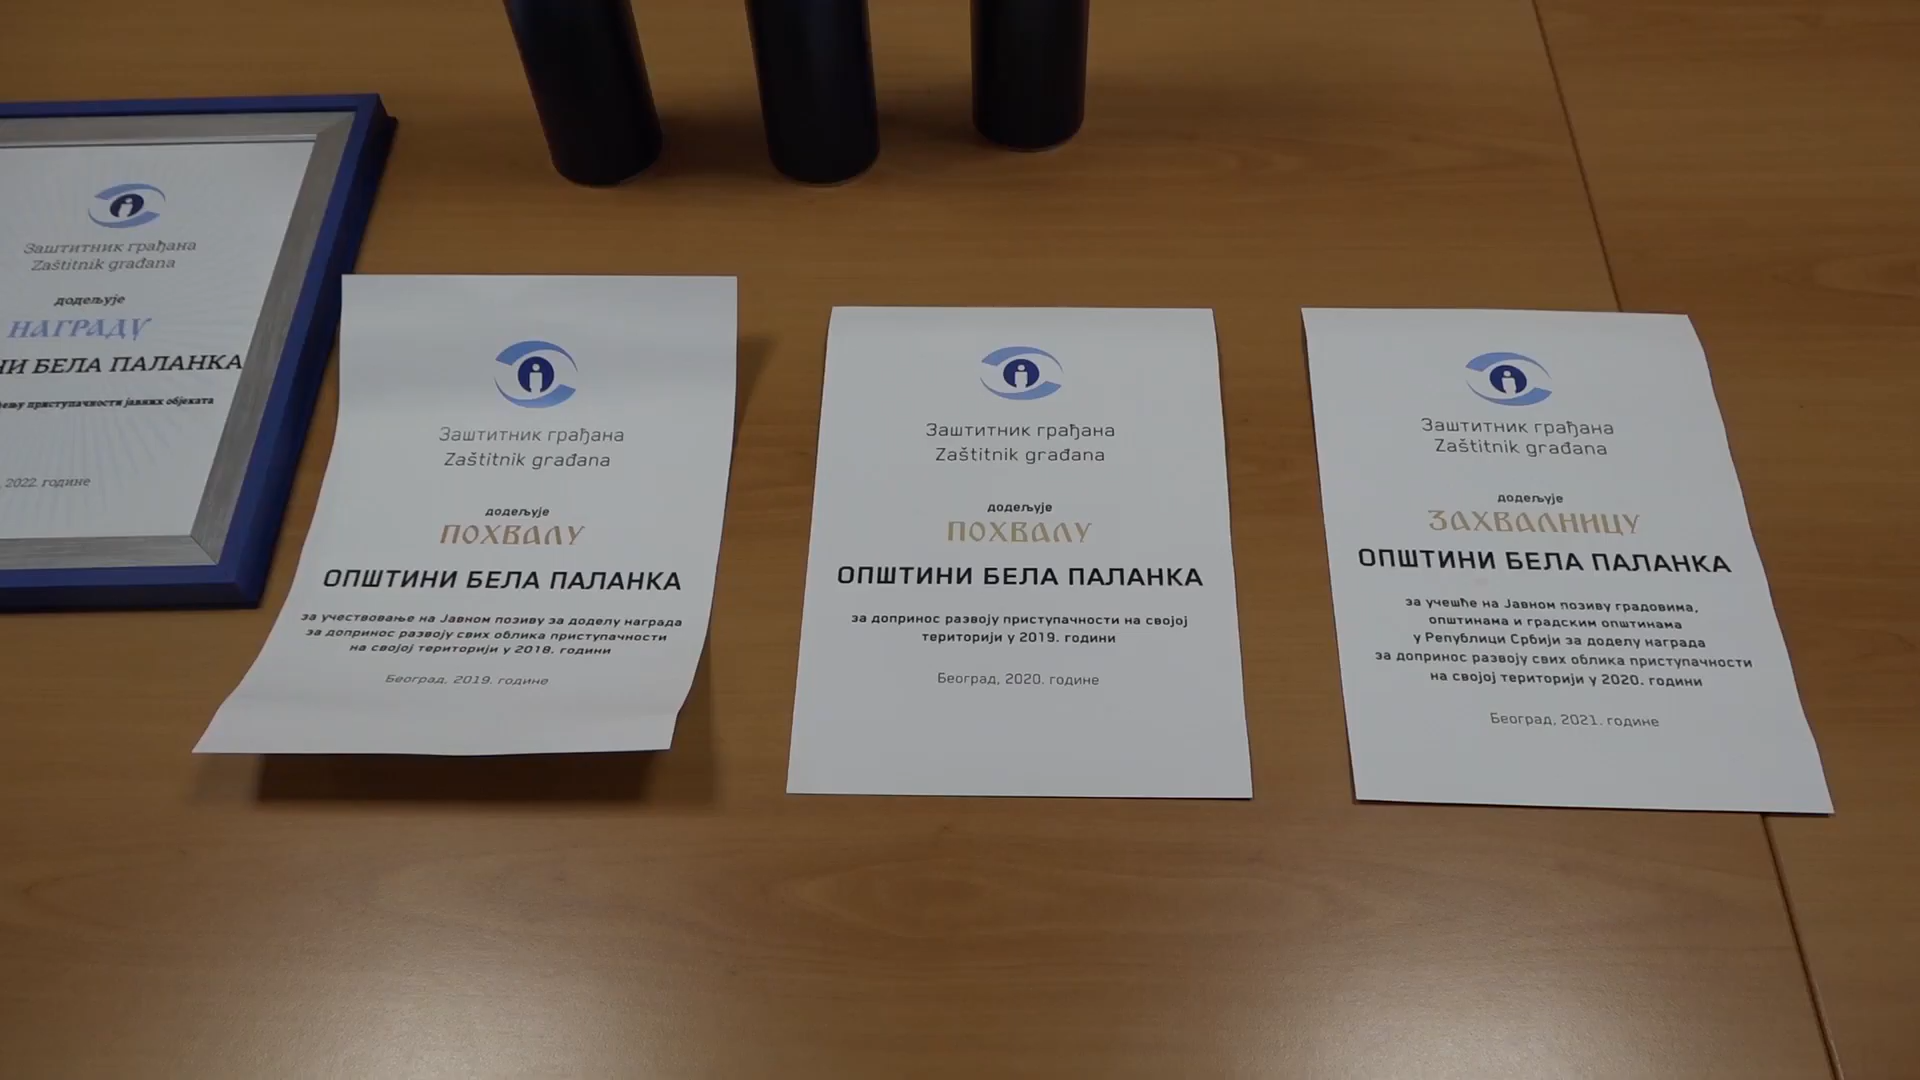 Заштитник грађана
Zaštitnik građana
додељује
НАГРАДУ
БЕЛА ПАЛАНКА
приступачности јавних објеката
2022. године
Заштитник грађана
Zaštitnik građana
додељује
ПОХВАЛУ
ОПШТИНИ БЕЛА ПАЛАНКА
за учествовање на Јавном позиву за доделу награда
за допринос развоју свих облика приступачности
на својој територији у 2018. години
Београд, 2019. године
Заштитник грађана
Zaštitnik građana
додељује
ПОХВАЛУ
ОПШТИНИ БЕЛА ПАЛАНКА
за допринос развоју приступачности на својој
територији у 2019. години
Београд, 2020. године
Заштитник грађана
Zaštitnik građana
додељује
ЗАХВАЛНИЦУ
ОПШТИНИ БЕЛА ПАЛАНКА
за учешће на Јавном позиву градовима,
општинама и градским општинама
у Републици Србији за доделу награда
за допринос развоју свих облика приступачности
на својој територији у 2020. години
Београд, 2021. године